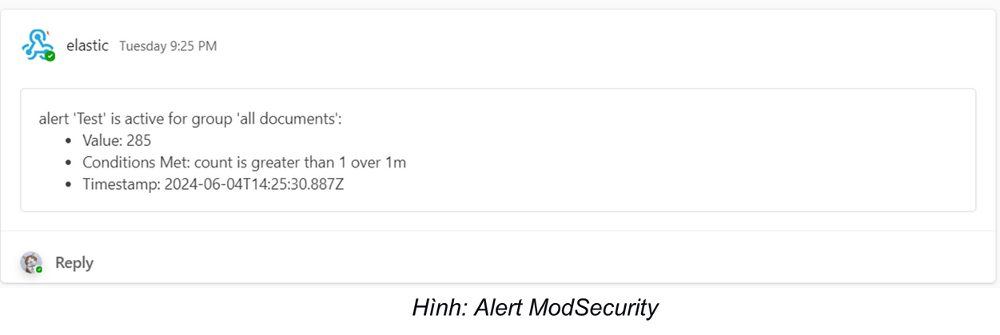 elastic Tuesday 9:25 PM
alert 'Test' is active for group 'all documents':
• Value: 285
• Conditions Met: count is greater than 1 over 1m
• Timestamp: 2024-06-04T14:25:30.887Z
Reply
Hình: Alert ModSecurity